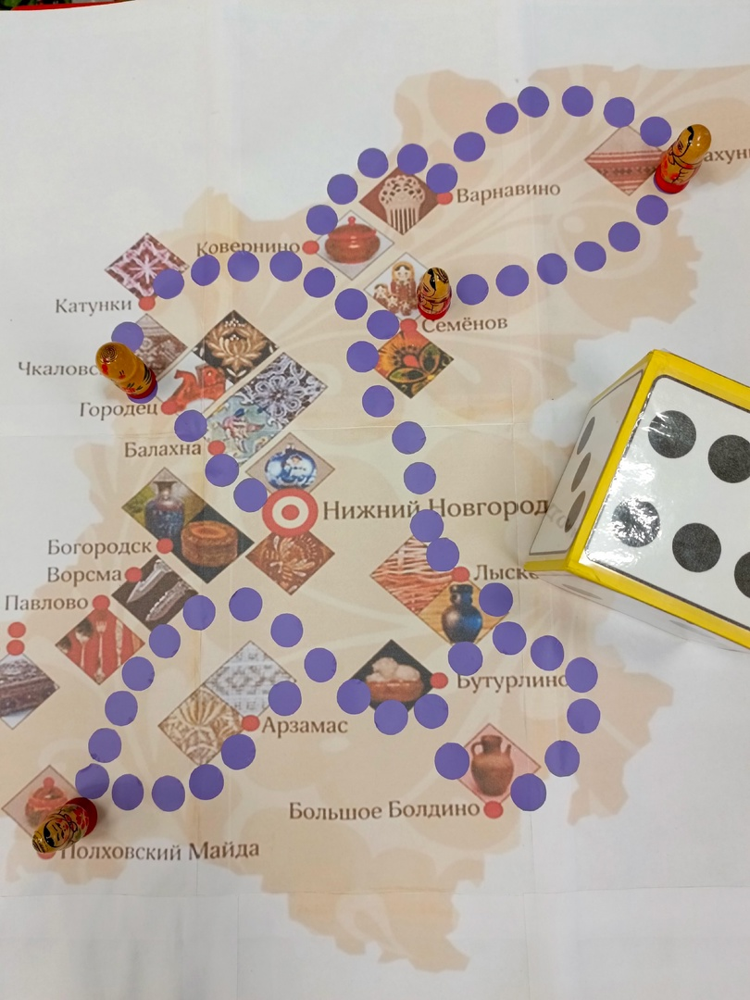 Варнавино
Ковернино
Катунки
Семёнов
Городец
Балахна
Нижний Новгород
Богородск
Ворсма
Павлово
Бутурлино
Арзамас
Большое Болдино
Полховский Майда